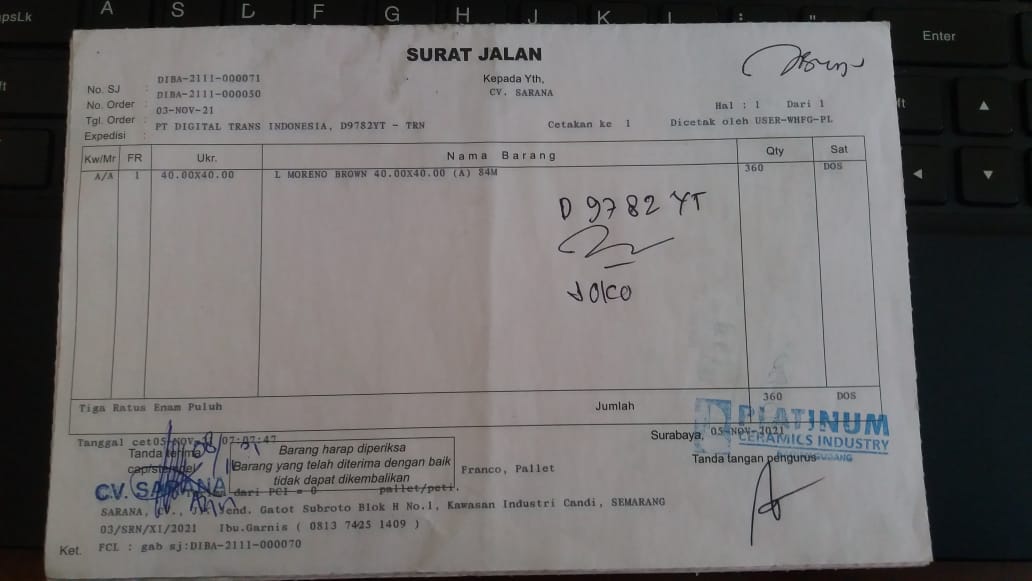 psLk A S D F G H J K L : " Enter
SURAT JALAN
No. SJ : DIBA-2111-000071
No. Order : DIBA-2111-000050
Tgl. Order : 03-NOV-21
Expedisi : PT DIGITAL TRANS INDONESIA, D9782YT - TRN
Kepada Yth,
CV. SARANA
Hal : 1 Dari 1
Cetakan ke 1 Dicetak oleh USER-WHFG-PL
Kw/Mr FR Ukr. Nama Barang Qty Sat
A/A 1 40.00X40.00 L MORENO BROWN 40.00X40.00 (A) 84M 360 DOS
D 9782 YT
JOKO
Tiga Ratus Enam Puluh Jumlah 360 DOS
PLATINUM
CERAMICS INDUSTRY
Tanggal cet05-NOV-21 07:07:47
Surabaya, 05-NOV-2021
Tanda terima
Tanda tangan pengurus
Barang harap diperiksa
Barang yang telah diterima dengan baik
tidak dapat dikembalikan
Franco, Pallet
CV. SARANA
dari PCI = 0 pallet/peti.
SARANA, end. Gatot Subroto Blok H No.1, Kawasan Industri Candi, SEMARANG
03/SRN/XI/2021 Ibu.Garnis ( 0813 7425 1409 )
Ket. FCL : gab sj:DIBA-2111-000070